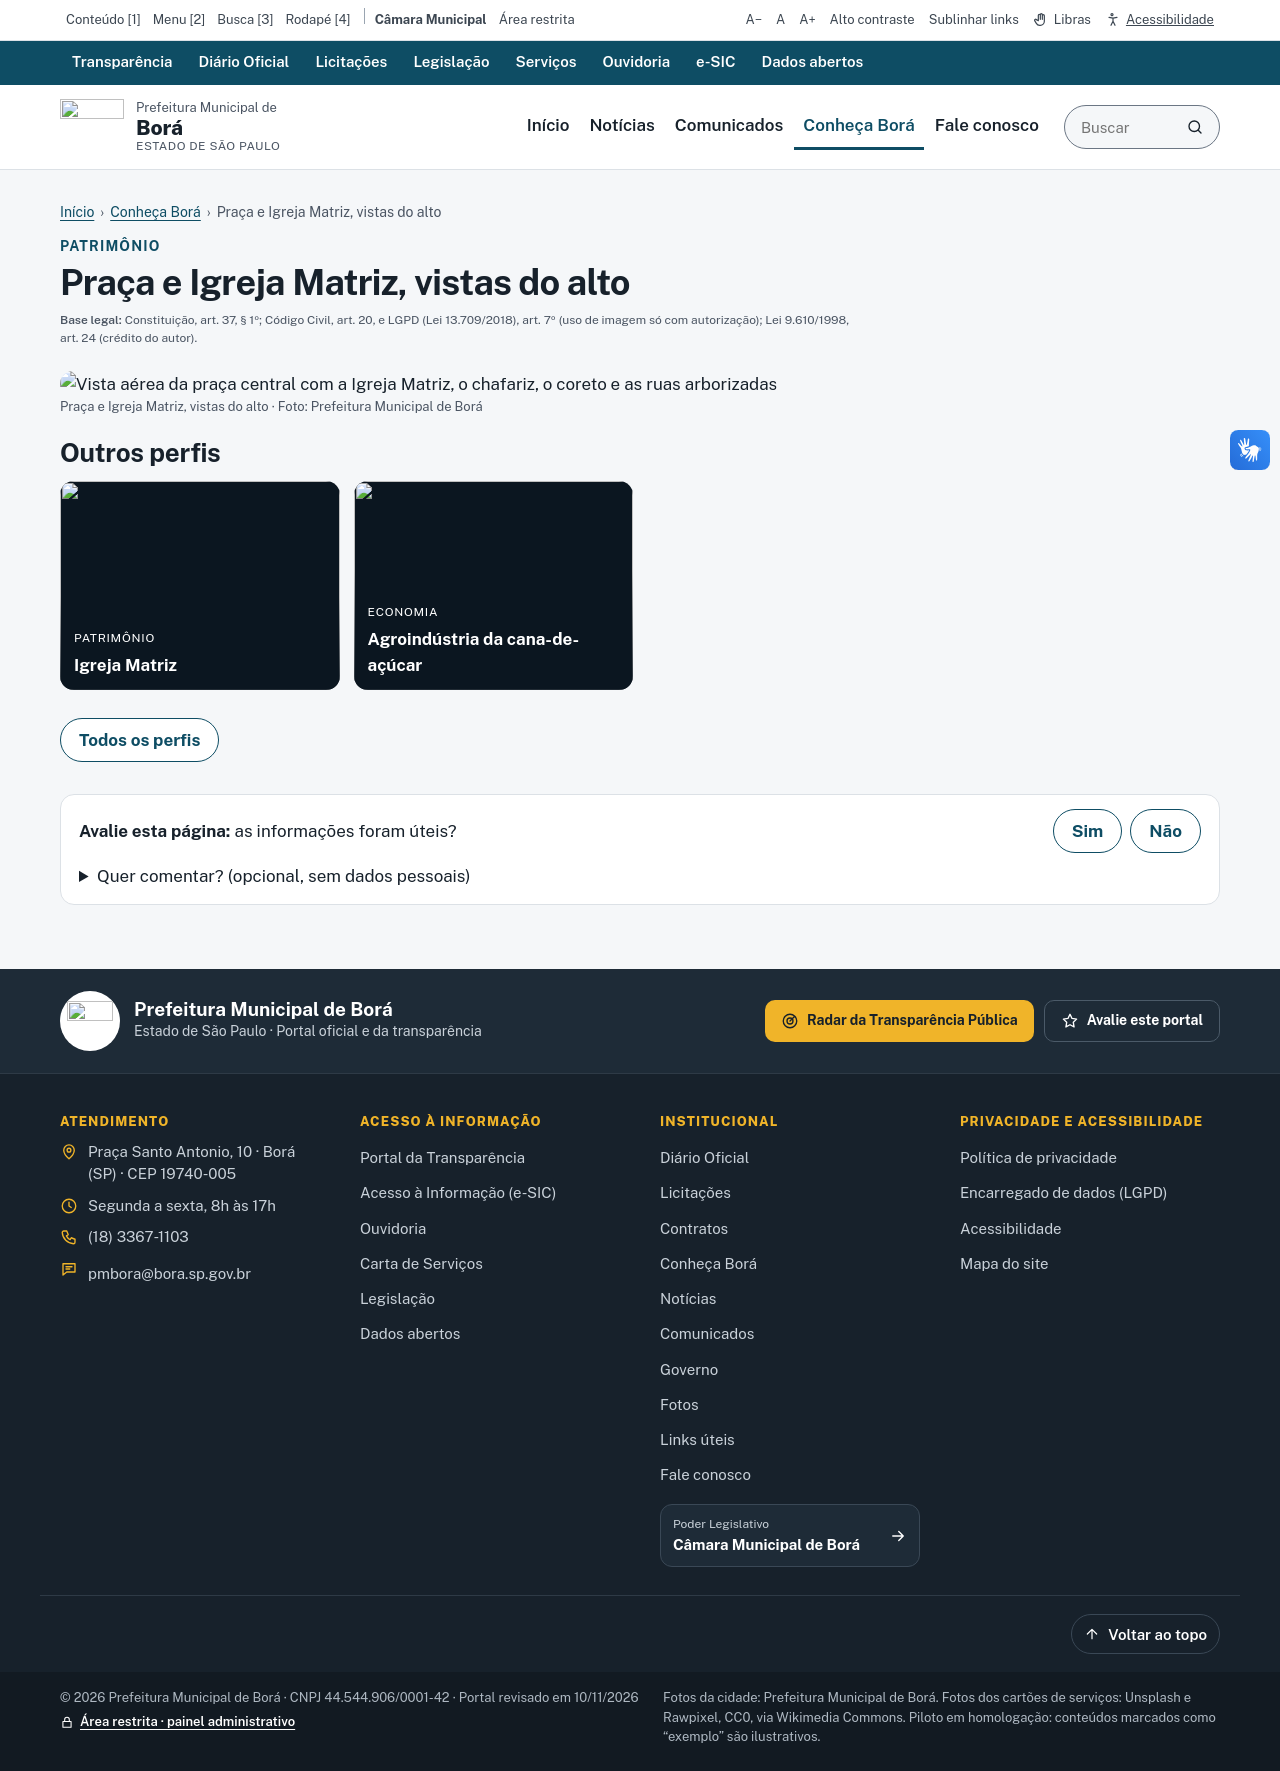 Conteúdo [1] Menu [2] Busca [3] Rodapé [4] Câmara Municipal Área restrita A− A A+ Alto contraste Sublinhar links Libras Acessibilidade
Transparência Diário Oficial Licitações Legislação Serviços Ouvidoria e-SIC Dados abertos
Prefeitura Municipal de
Borá
ESTADO DE SÃO PAULO
Início Notícias Comunicados Conheça Borá Fale conosco Buscar
Início › Conheça Borá › Praça e Igreja Matriz, vistas do alto
PATRIMÔNIO
Praça e Igreja Matriz, vistas do alto
Base legal: Constituição, art. 37, § 1º; Código Civil, art. 20, e LGPD (Lei 13.709/2018), art. 7º (uso de imagem só com autorização); Lei 9.610/1998,
art. 24 (crédito do autor).
Vista aérea da praça central com a Igreja Matriz, o chafariz, o coreto e as ruas arborizadas
Praça e Igreja Matriz, vistas do alto · Foto: Prefeitura Municipal de Borá
Outros perfis
PATRIMÔNIO
Igreja Matriz
ECONOMIA
Agroindústria da cana-de-
açúcar
Todos os perfis
Avalie esta página: as informações foram úteis? Sim Não
Quer comentar? (opcional, sem dados pessoais)
Prefeitura Municipal de Borá
Estado de São Paulo · Portal oficial e da transparência
Radar da Transparência Pública Avalie este portal
ATENDIMENTO
Praça Santo Antonio, 10 · Borá
(SP) · CEP 19740-005
Segunda a sexta, 8h às 17h
(18) 3367-1103
pmbora@bora.sp.gov.br
ACESSO À INFORMAÇÃO
Portal da Transparência
Acesso à Informação (e-SIC)
Ouvidoria
Carta de Serviços
Legislação
Dados abertos
INSTITUCIONAL
Diário Oficial
Licitações
Contratos
Conheça Borá
Notícias
Comunicados
Governo
Fotos
Links úteis
Fale conosco
Poder Legislativo
Câmara Municipal de Borá
PRIVACIDADE E ACESSIBILIDADE
Política de privacidade
Encarregado de dados (LGPD)
Acessibilidade
Mapa do site
Voltar ao topo
© 2026 Prefeitura Municipal de Borá · CNPJ 44.544.906/0001-42 · Portal revisado em 10/11/2026
Área restrita · painel administrativo
Fotos da cidade: Prefeitura Municipal de Borá. Fotos dos cartões de serviços: Unsplash e
Rawpixel, CC0, via Wikimedia Commons. Piloto em homologação: conteúdos marcados como
“exemplo” são ilustrativos.